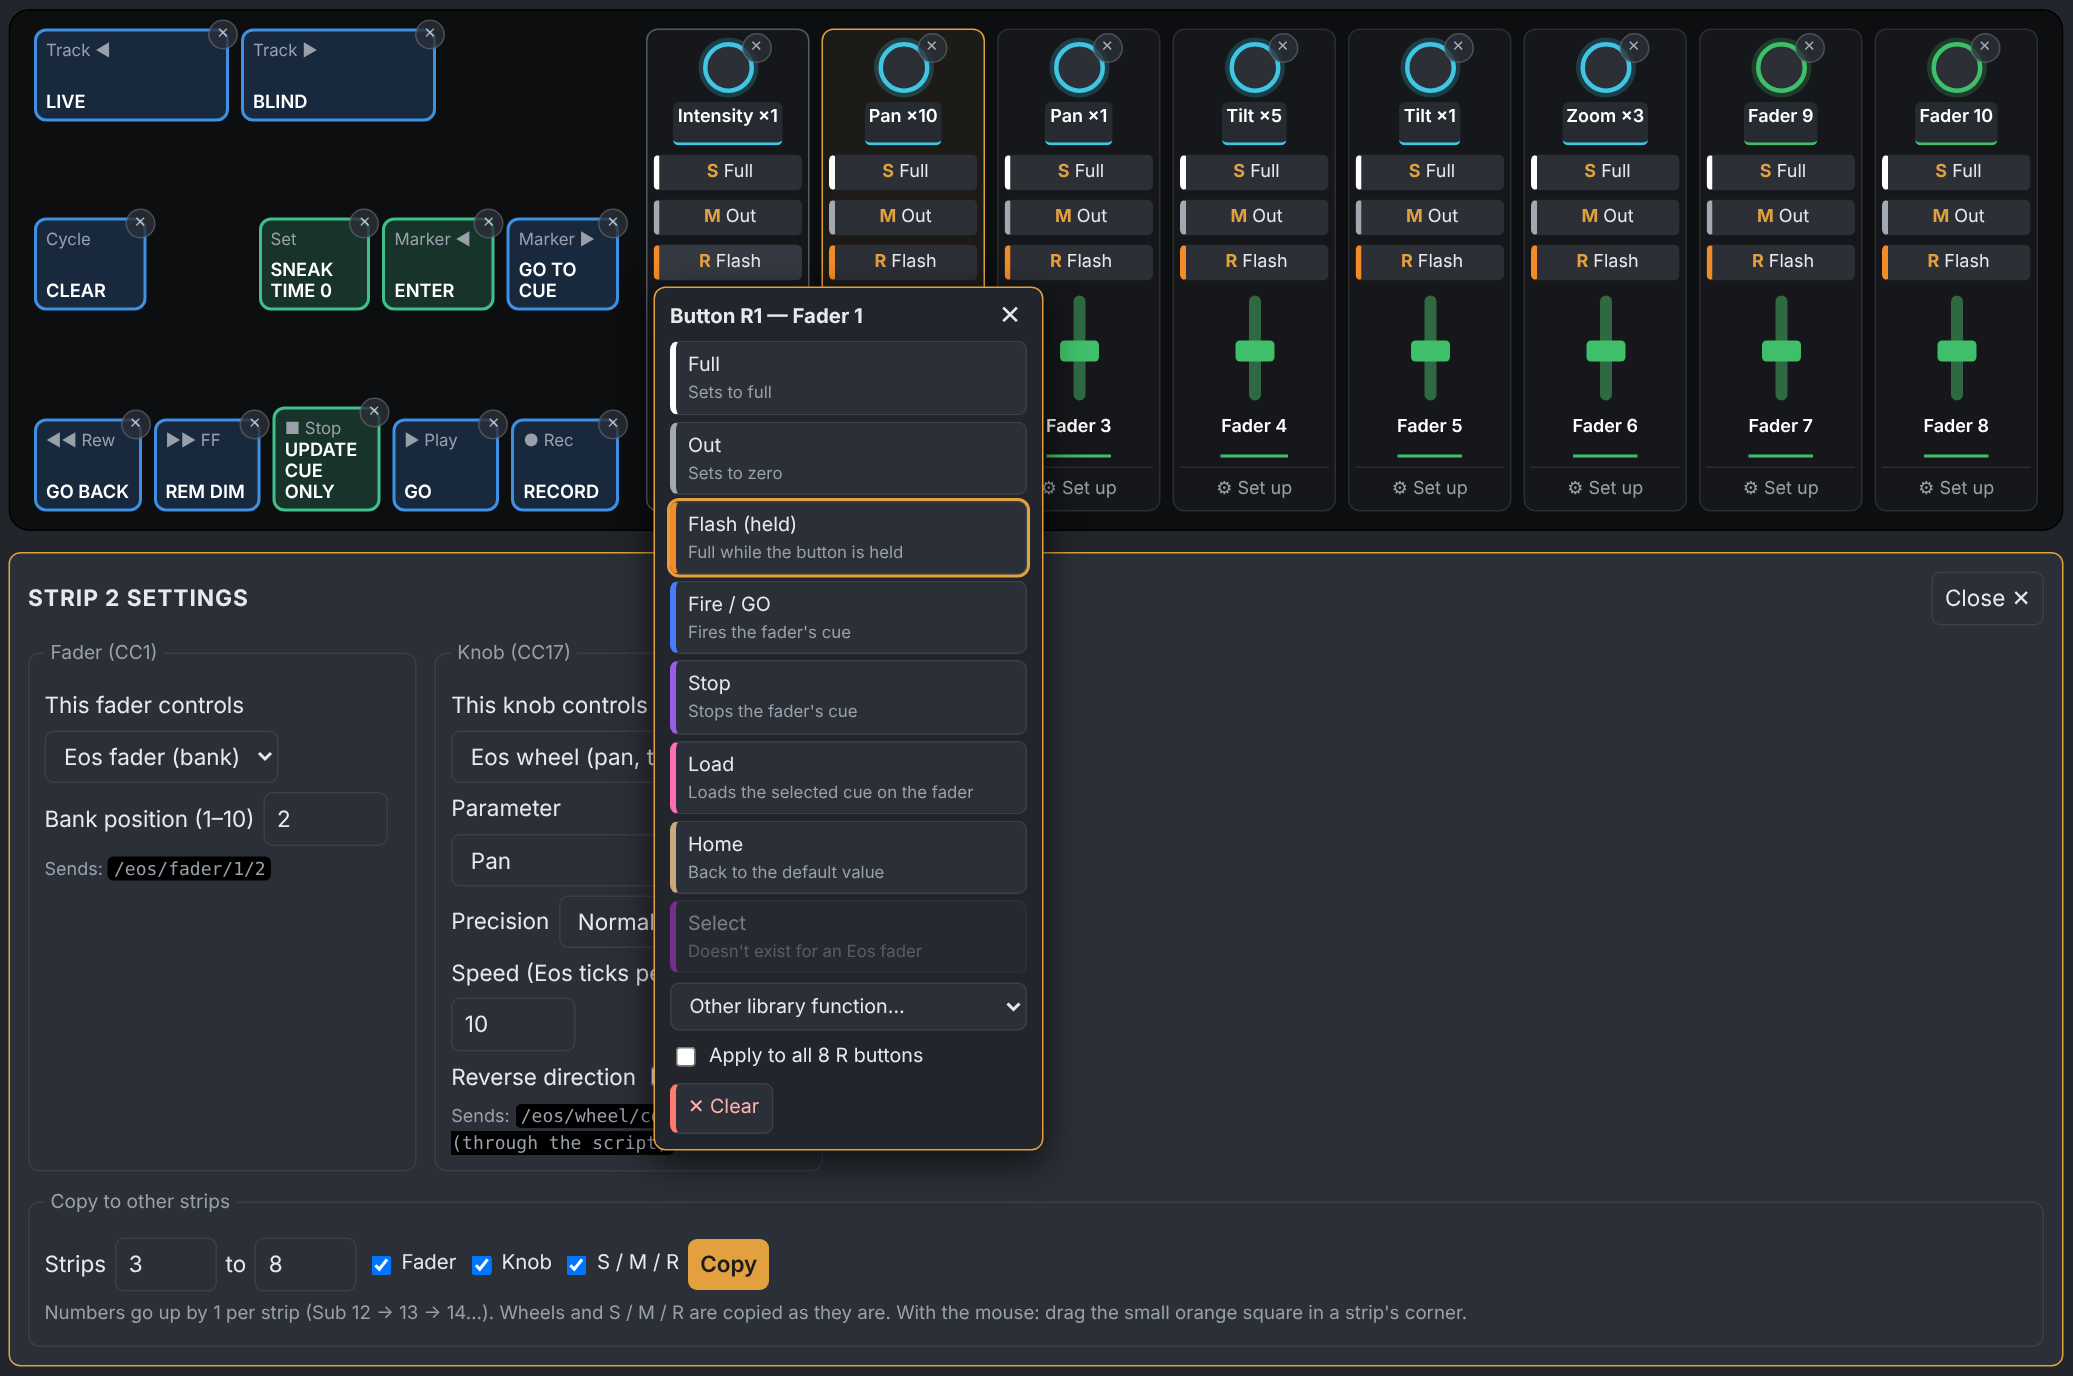 Track ◀
LIVE
Track ▶
BLIND
Cycle
CLEAR
Set
SNEAK
TIME 0
Marker ◀
ENTER
Marker ▶
GO TO
CUE
◀◀ Rew
GO BACK
▶▶ FF
REM DIM
■ Stop
UPDATE
CUE
ONLY
▶ Play
GO
● Rec
RECORD
Intensity ×1
S Full
M Out
R Flash
Pan ×10
S Full
M Out
R Flash
Pan ×1
S Full
M Out
R Flash
Fader 3
⚙ Set up
Tilt ×5
S Full
M Out
R Flash
Fader 4
⚙ Set up
Tilt ×1
S Full
M Out
R Flash
Fader 5
⚙ Set up
Zoom ×3
S Full
M Out
R Flash
Fader 6
⚙ Set up
Fader 9
S Full
M Out
R Flash
Fader 7
⚙ Set up
Fader 10
S Full
M Out
R Flash
Fader 8
⚙ Set up
Button R1 — Fader 1 ✕
Full
Sets to full
Out
Sets to zero
Flash (held)
Full while the button is held
Fire / GO
Fires the fader's cue
Stop
Stops the fader's cue
Load
Loads the selected cue on the fader
Home
Back to the default value
Select
Doesn't exist for an Eos fader
Other library function...
Apply to all 8 R buttons
✕ Clear
STRIP 2 SETTINGS
Close ✕
Fader (CC1)
This fader controls
Eos fader (bank)
Bank position (1–10) 2
Sends: /eos/fader/1/2
Knob (CC17)
This knob controls
Eos wheel (pan,
Parameter
Pan
Precision Normal
Speed (Eos ticks
10
Reverse direction
Sends: /eos/wheel/
(through the script
Copy to other strips
Strips 3 to 8 Fader Knob S / M / R Copy
Numbers go up by 1 per strip (Sub 12 → 13 → 14...). Wheels and S / M / R are copied as they are. With the mouse: drag the small orange square in a strip's corner.